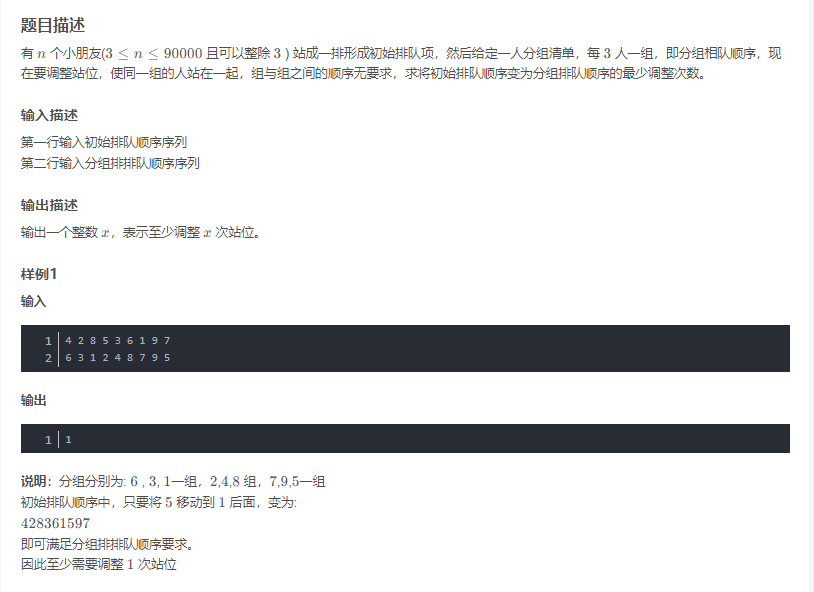 题目描述
有 n 个小朋友(3 ≤ n ≤ 90000 且可以整除 3 ) 站成一排形成初始排队项，然后给定一人分组清单，每 3 人一组，即分组相队顺序，现
在要调整站位，使同一组的人站在一起，组与组之间的顺序无要求，求将初始排队顺序变为分组排队顺序的最少调整次数。
输入描述
第一行输入初始排队顺序序列
第二行输入分组排排队顺序序列
输出描述
输出一个整数 x，表示至少调整 x 次站位。
样例1
输入
1 4 2 8 5 3 6 1 9 7
2 6 3 1 2 4 8 7 9 5
输出
1 1
说明：分组分别为: 6 , 3, 1一组，2,4,8 组，7,9,5一组
初始排队顺序中，只要将 5 移动到 1 后面，变为:
428361597
即可满足分组排排队顺序要求。
因此至少需要调整 1 次站位